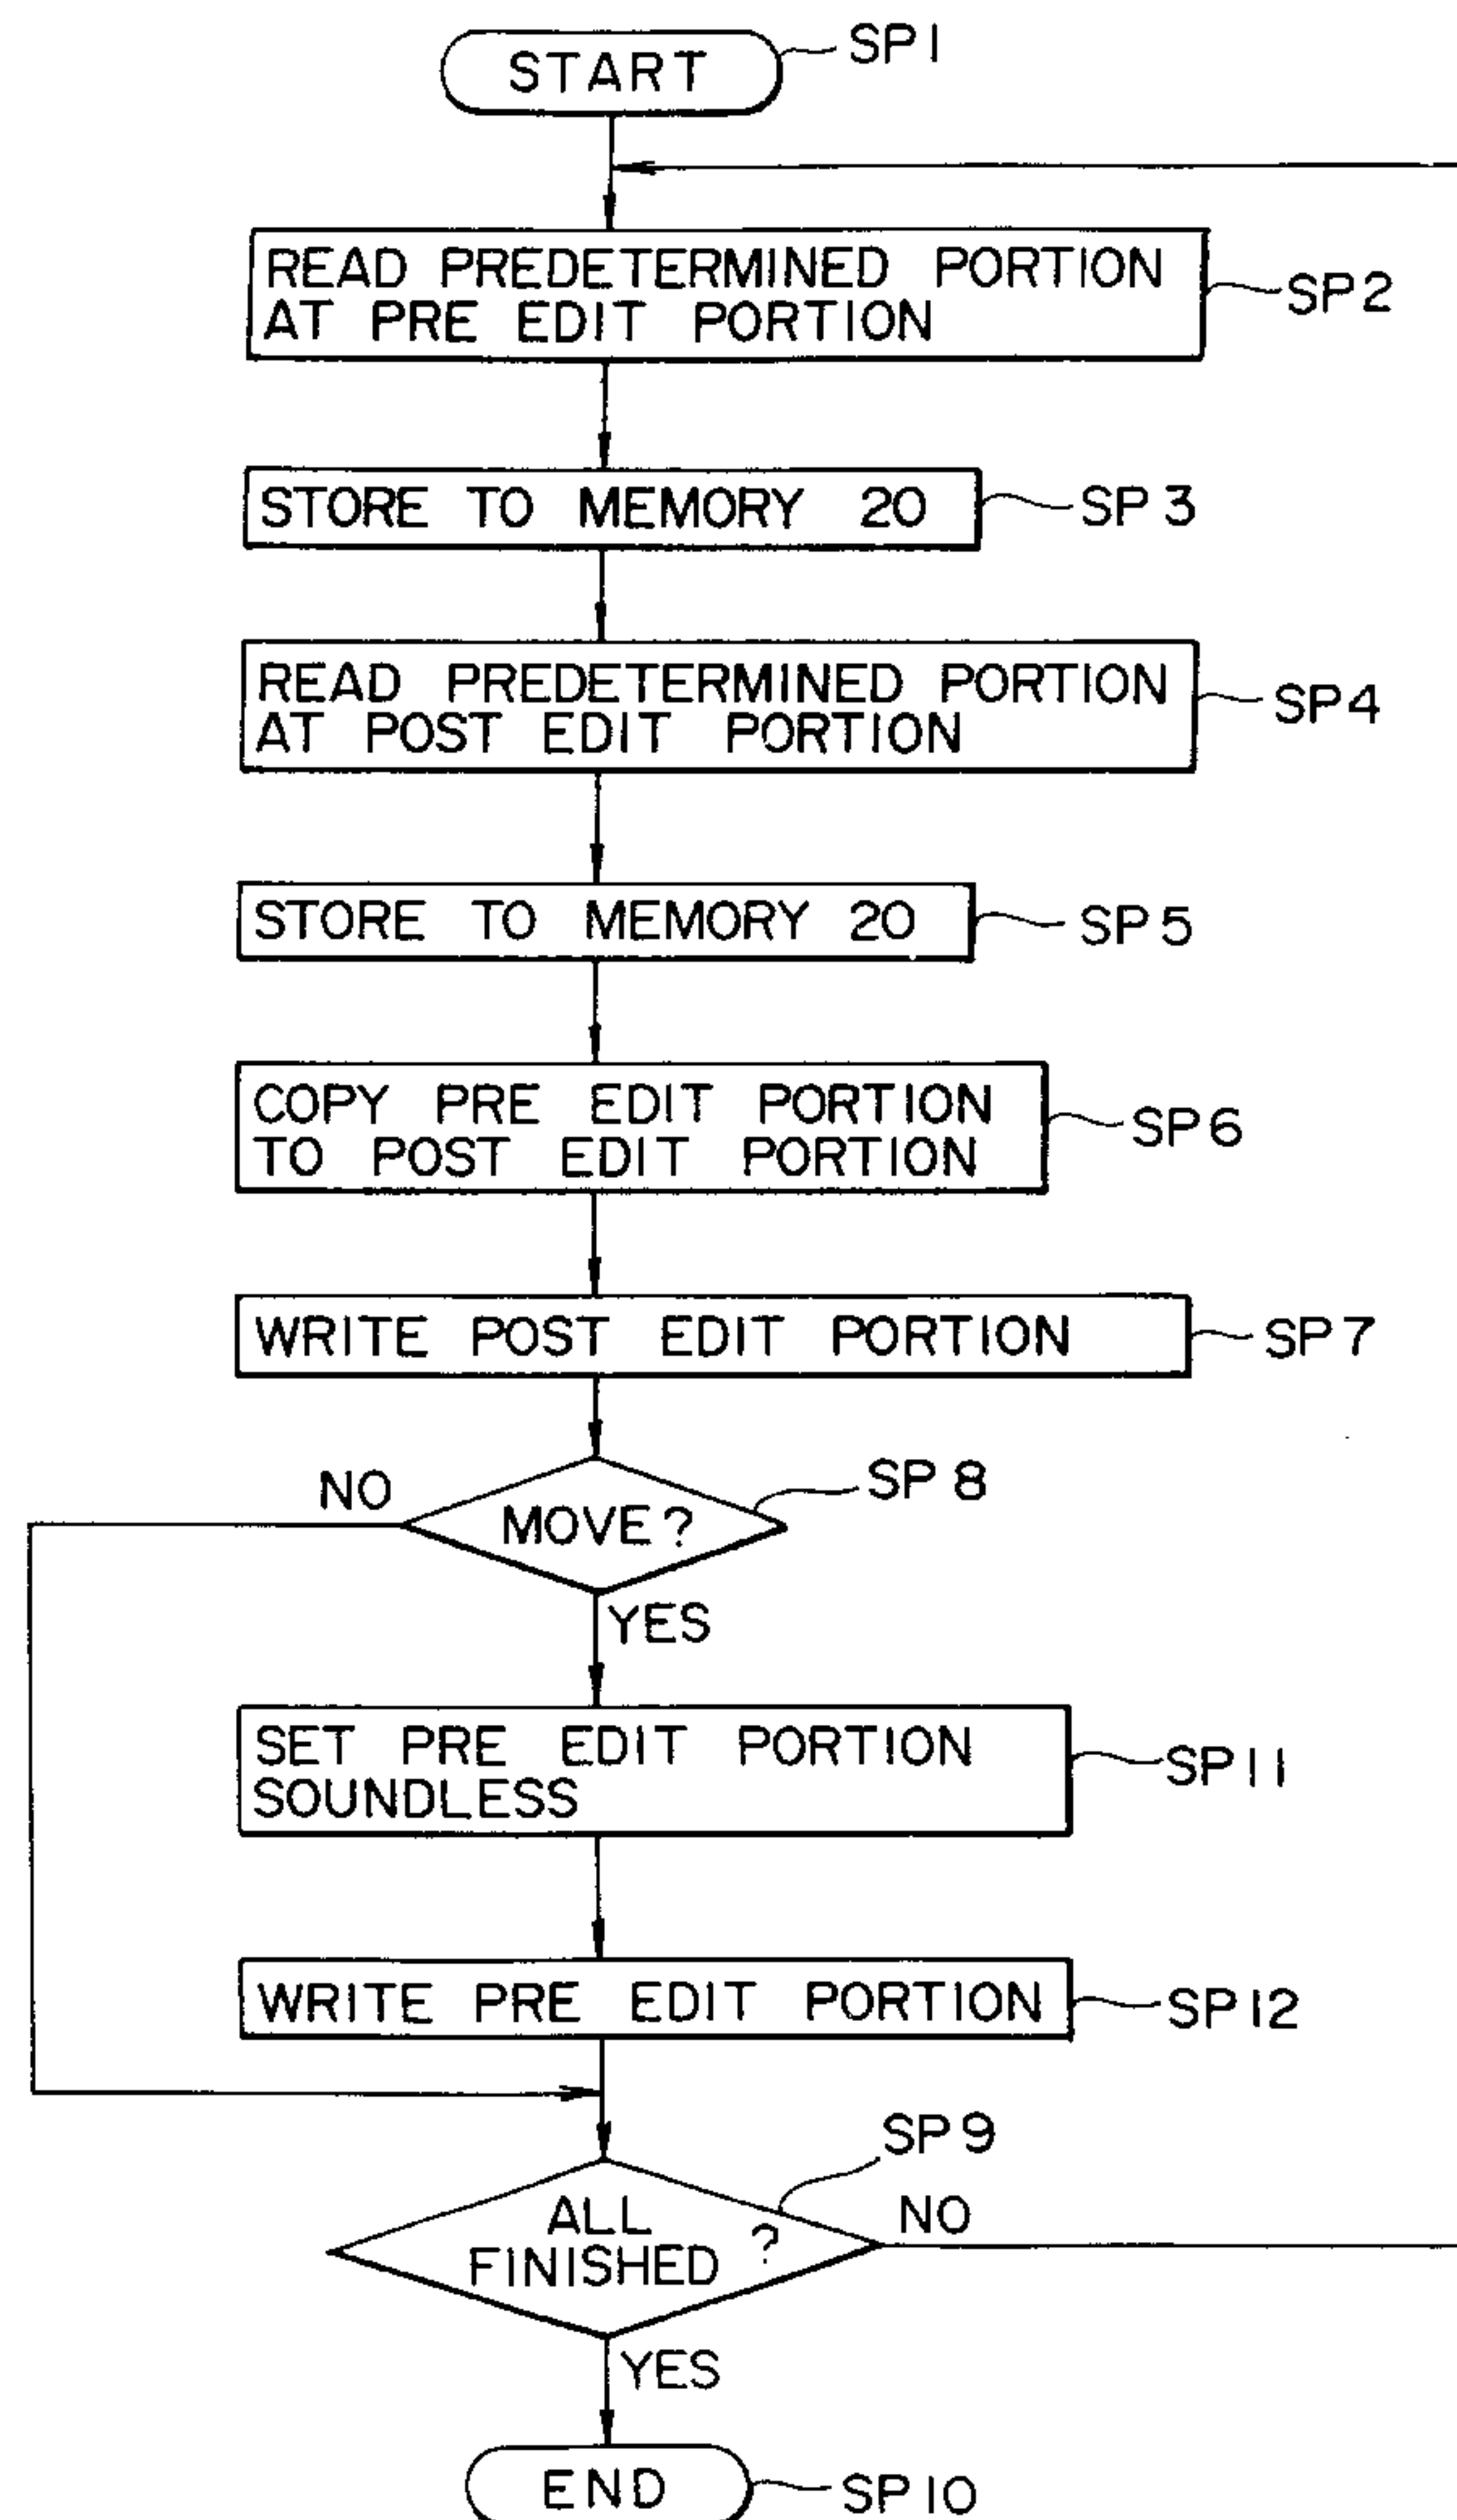 START
SP1
READ PREDETERMINED PORTION
AT PRE EDIT PORTION
SP2
STORE TO MEMORY 20
SP3
READ PREDETERMINED PORTION
AT POST EDIT PORTION
SP4
STORE TO MEMORY 20
SP5
COPY PRE EDIT PORTION
TO POST EDIT PORTION
SP6
WRITE POST EDIT PORTION
SP7
NO
MOVE?
SP8
YES
SET PRE EDIT PORTION
SOUNDLESS
SP11
WRITE PRE EDIT PORTION
SP12
SP9
ALL
FINISHED ?
NO
YES
END
SP10